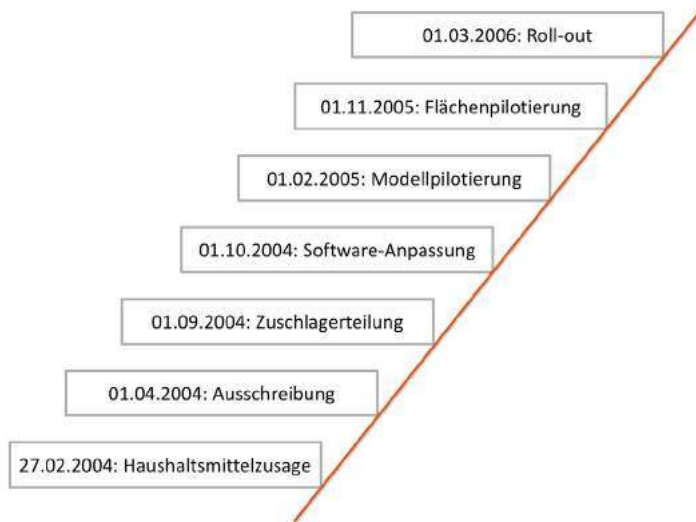 01.03.2006: Roll-out
01.11.2005: Flächenpilotierung
01.02.2005: Modellpilotierung
01.10.2004: Software-Anpassung
01.09.2004: Zuschlagerteilung
01.04.2004: Ausschreibung
27.02.2004: Haushaltsmittelzusage